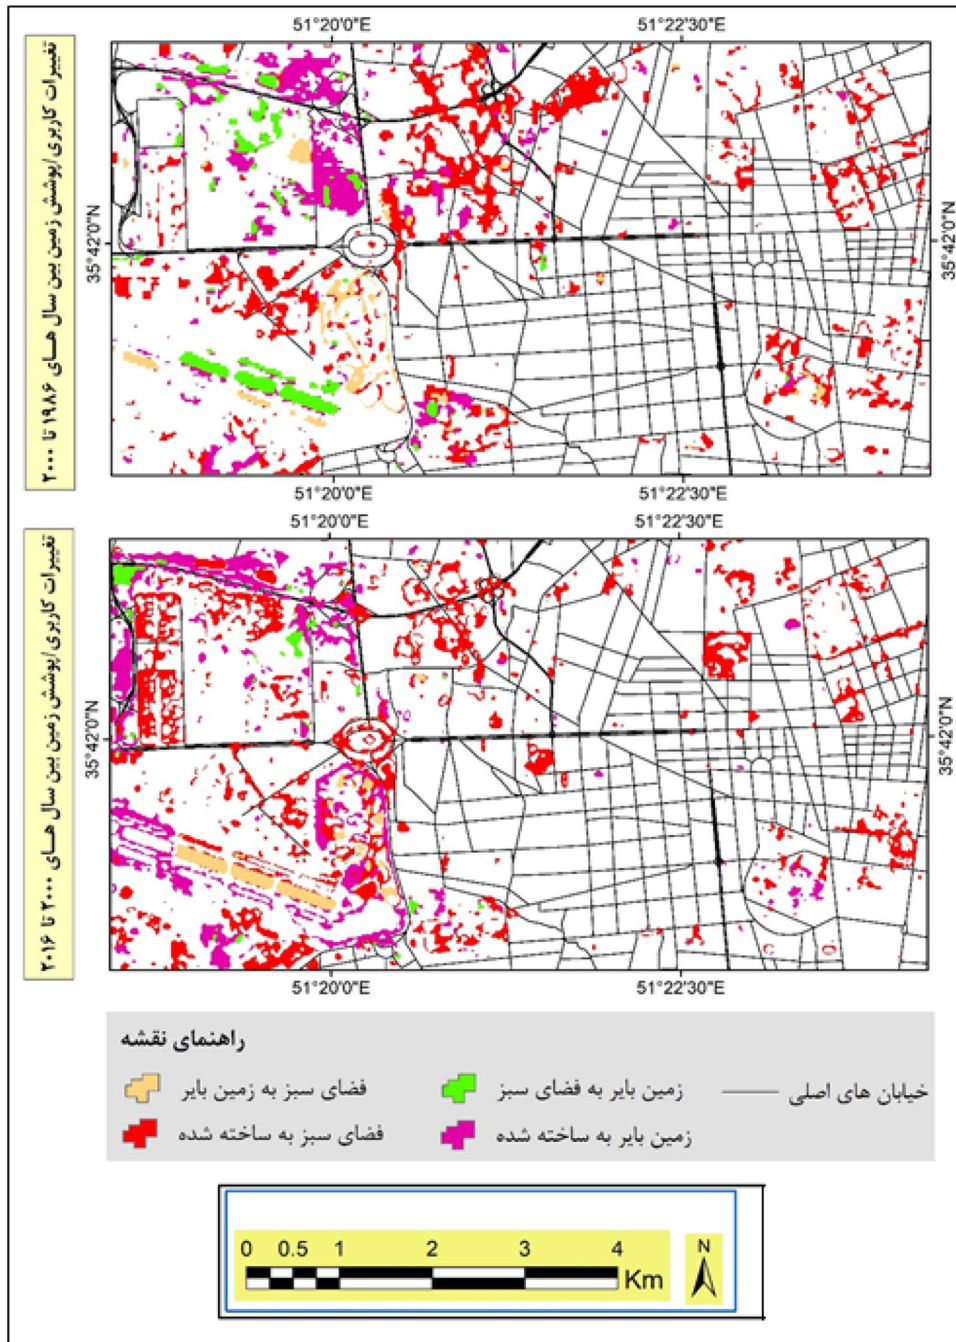 51°20'0"E 51°22'30"E
تغییرات کاربری/پوشش زمین بین سال هـای ۱۹۸۶ تا ۲۰۰۰
35°42'0"N
35°42'0"N
51°20'0"E 51°22'30"E
51°20'0"E 51°22'30"E
تغییرات کاربری/پوشش زمین بین سال هـای ۲۰۰۰ تا ۲۰۱۶
35°42'0"N
35°42'0"N
51°20'0"E 51°22'30"E
راهنمای نقشه
خیابان های اصلی زمین بایر به فضای سبز فضای سبز به زمین بایر
زمین بایر به ساخته شده فضای سبز به ساخته شده
0 0.5 1 2 3 4
Km
N